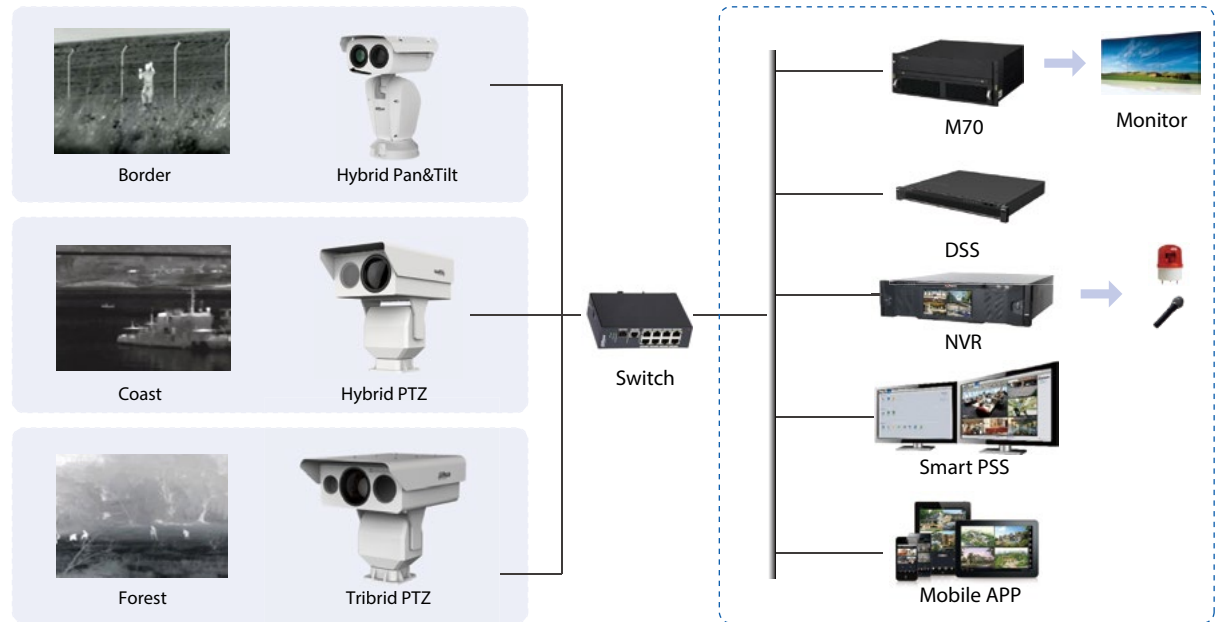 Border
Hybrid Pan&Tilt
Coast
Hybrid PTZ
Forest
Tribrid PTZ
Switch
M70
Monitor
DSS
NVR
Smart PSS
Mobile APP